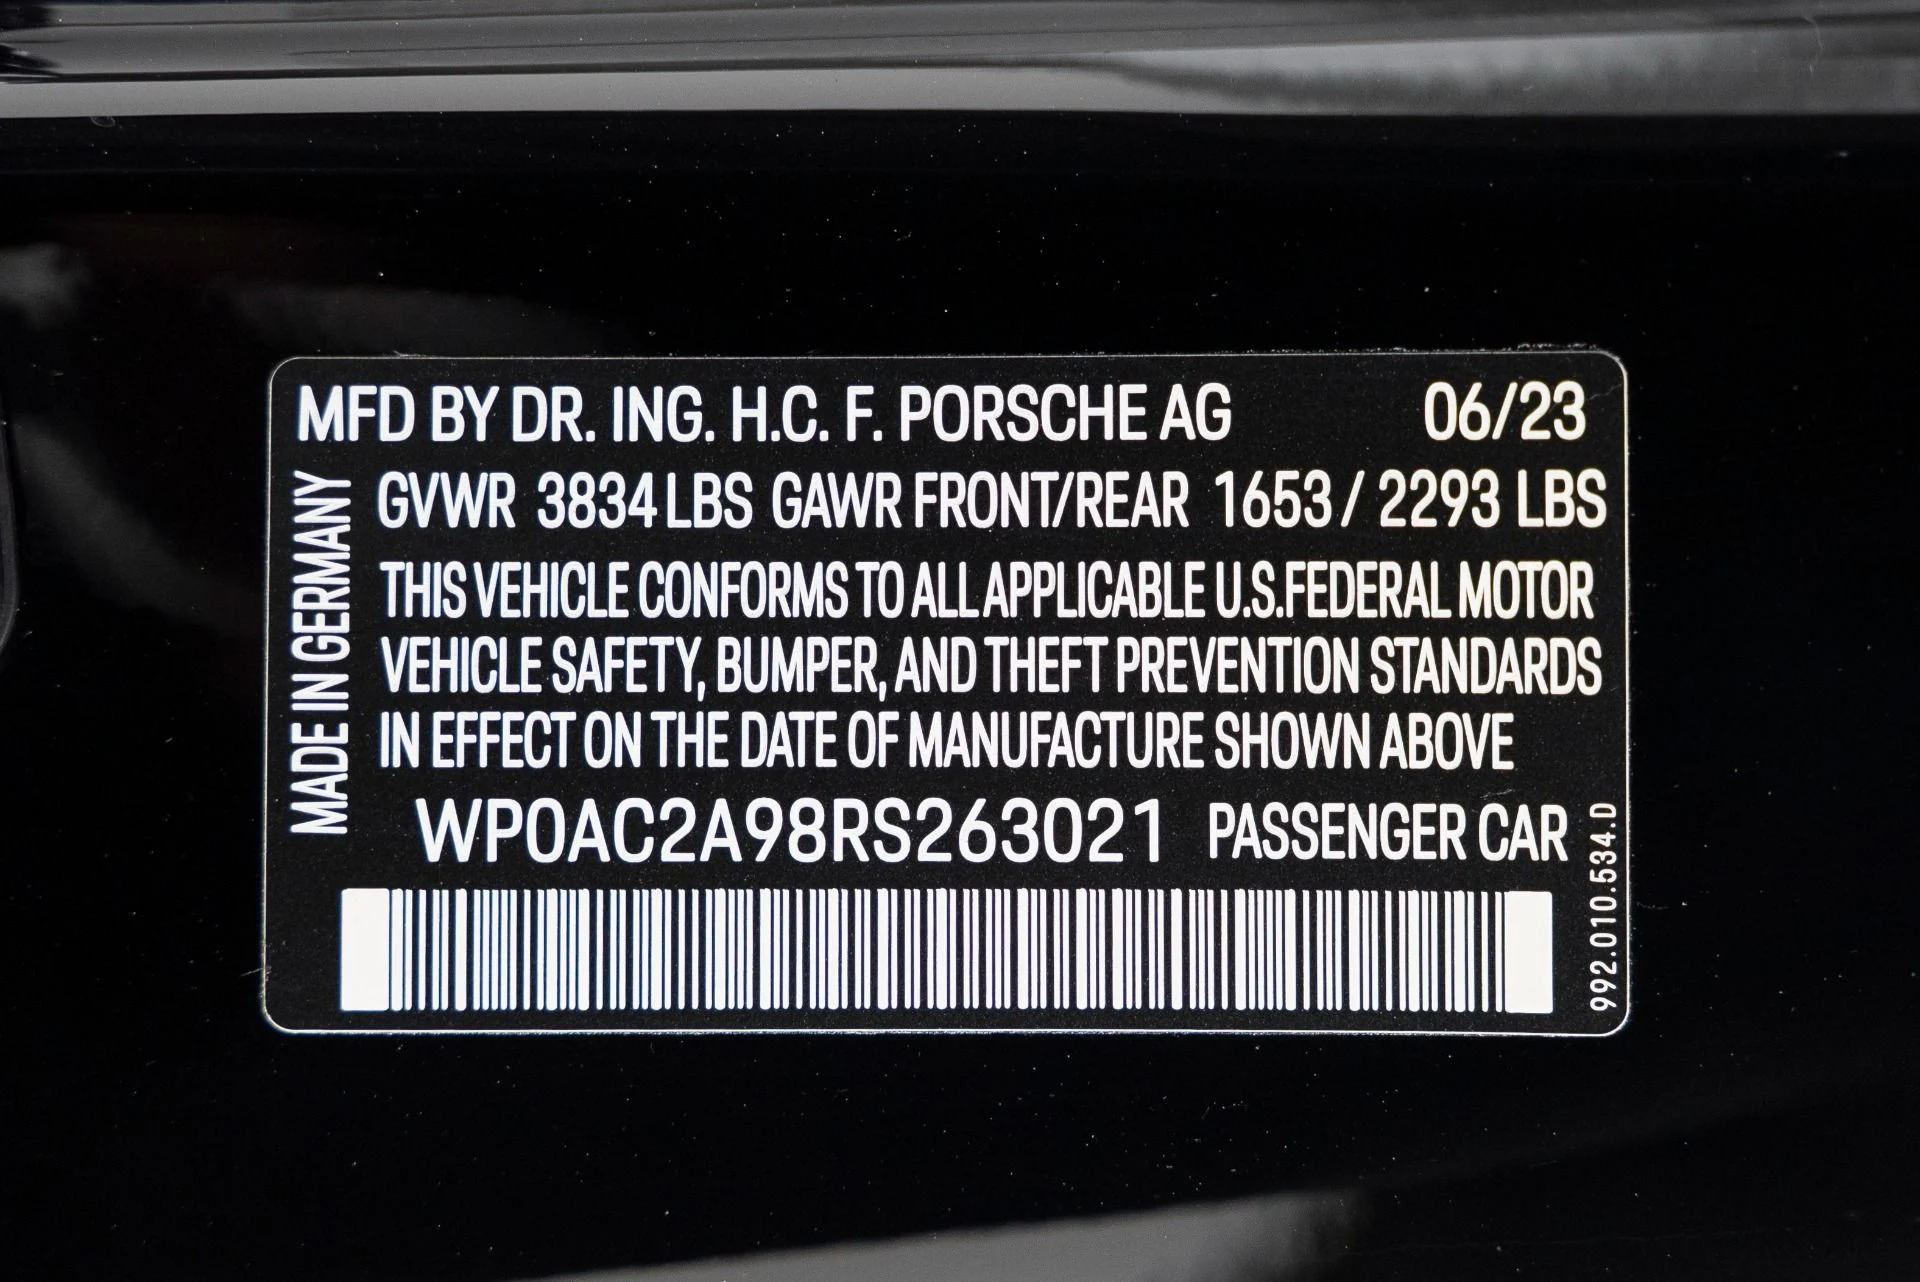 MFD BY DR. ING. H.C. F. PORSCHE AG 06/23
GVWR 3834 LBS GAWR FRONT/REAR 1653 / 2293 LBS
THIS VEHICLE CONFORMS TO ALL APPLICABLE U.S.FEDERAL MOTOR
VEHICLE SAFETY, BUMPER, AND THEFT PREVENTION STANDARDS
IN EFFECT ON THE DATE OF MANUFACTURE SHOWN ABOVE
WP0AC2A98RS263021 PASSENGER CAR
MADE IN GERMANY
992.010.534.D